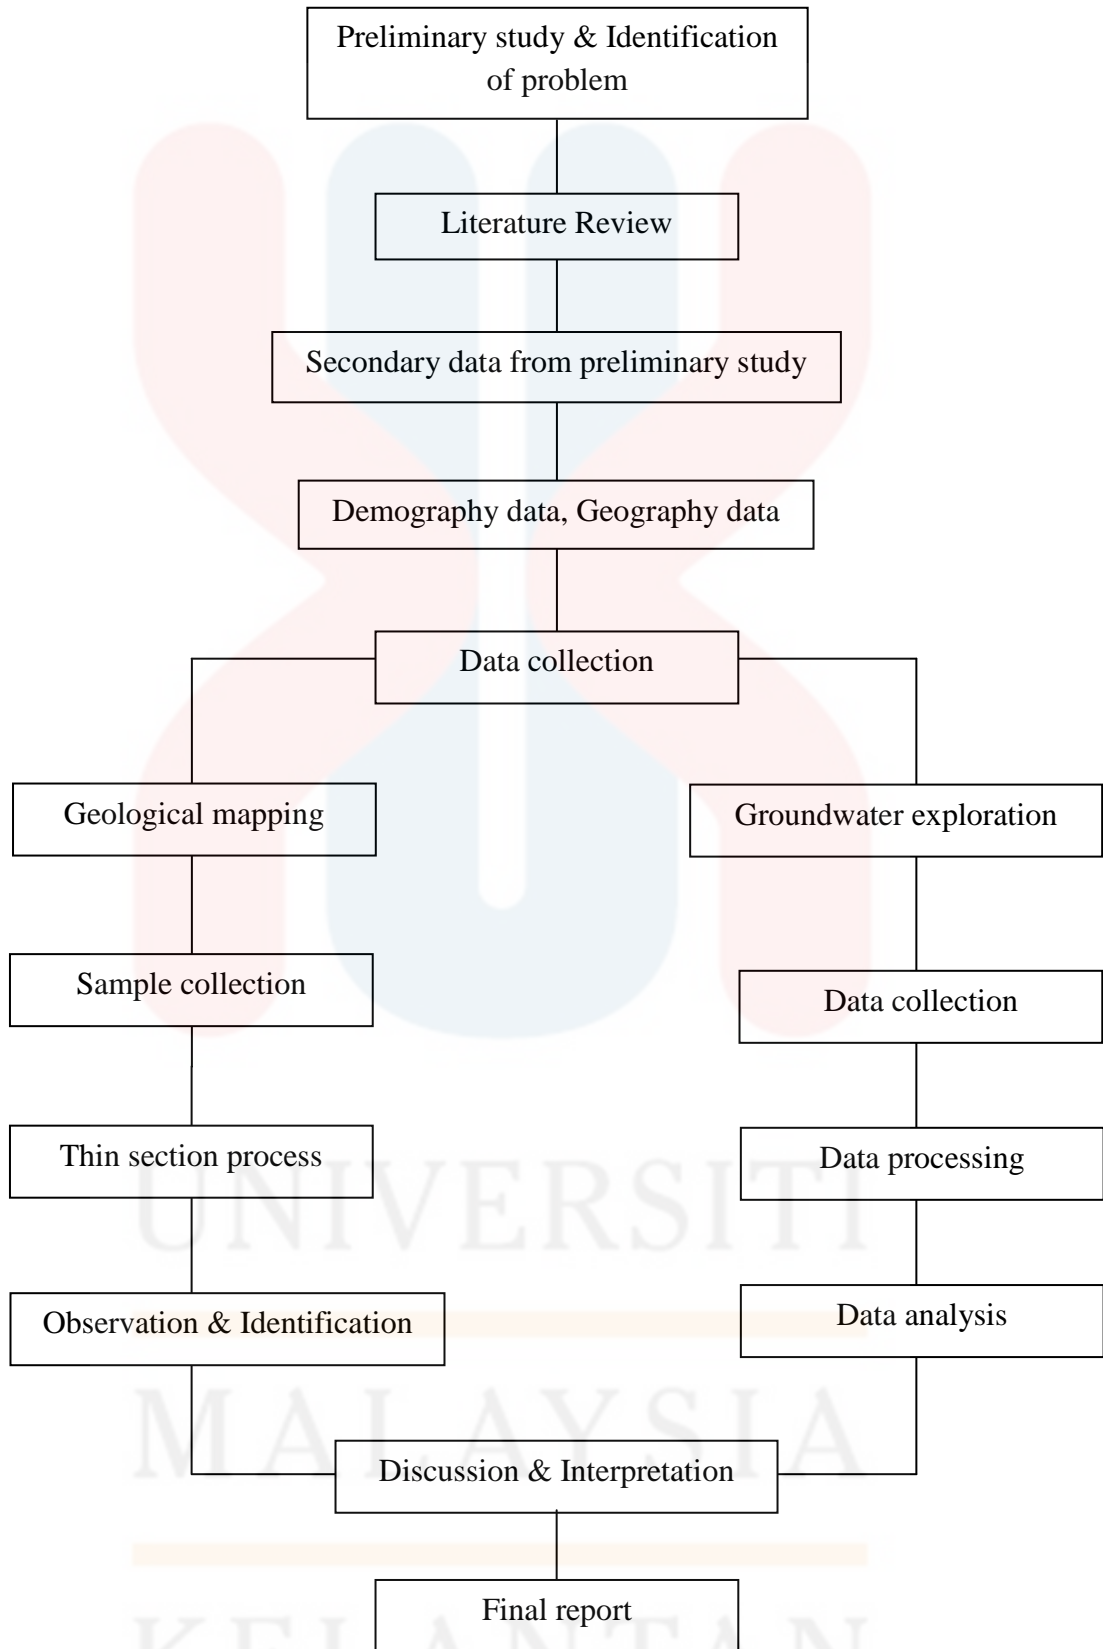 Preliminary study & Identification
of problem
Literature Review
Secondary data from preliminary study
Demography data, Geography data
Data collection
Geological mapping
Groundwater exploration
Sample collection
Data collection
Thin section process
Data processing
UNIVERSITI
Observation & Identification
Data analysis
MALAYSIA
Discussion & Interpretation
Final report
KELANTAN